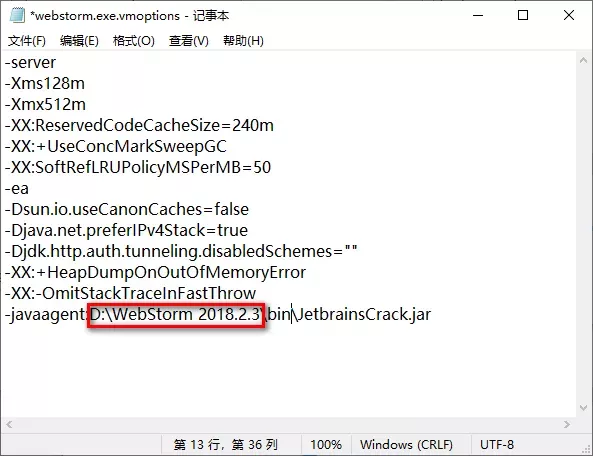 *webstorm.exe.vmoptions - 记事本
文件(F) 编辑(E) 格式(O) 查看(V) 帮助(H)
-server
-Xms128m
-Xmx512m
-XX:ReservedCodeCacheSize=240m
-XX:+UseConcMarkSweepGC
-XX:SoftRefLRUPolicyMSPerMB=50
-ea
-Dsun.io.useCanonCaches=false
-Djava.net.preferIPv4Stack=true
-Djdk.http.auth.tunneling.disabledSchemes=""
-XX:+HeapDumpOnOutOfMemoryError
-XX:-OmitStackTraceInFastThrow
-javaagent:D:\WebStorm 2018.2.3\bin\JetbrainsCrack.jar
第 13 行，第 36 列 100% Windows (CRLF) UTF-8